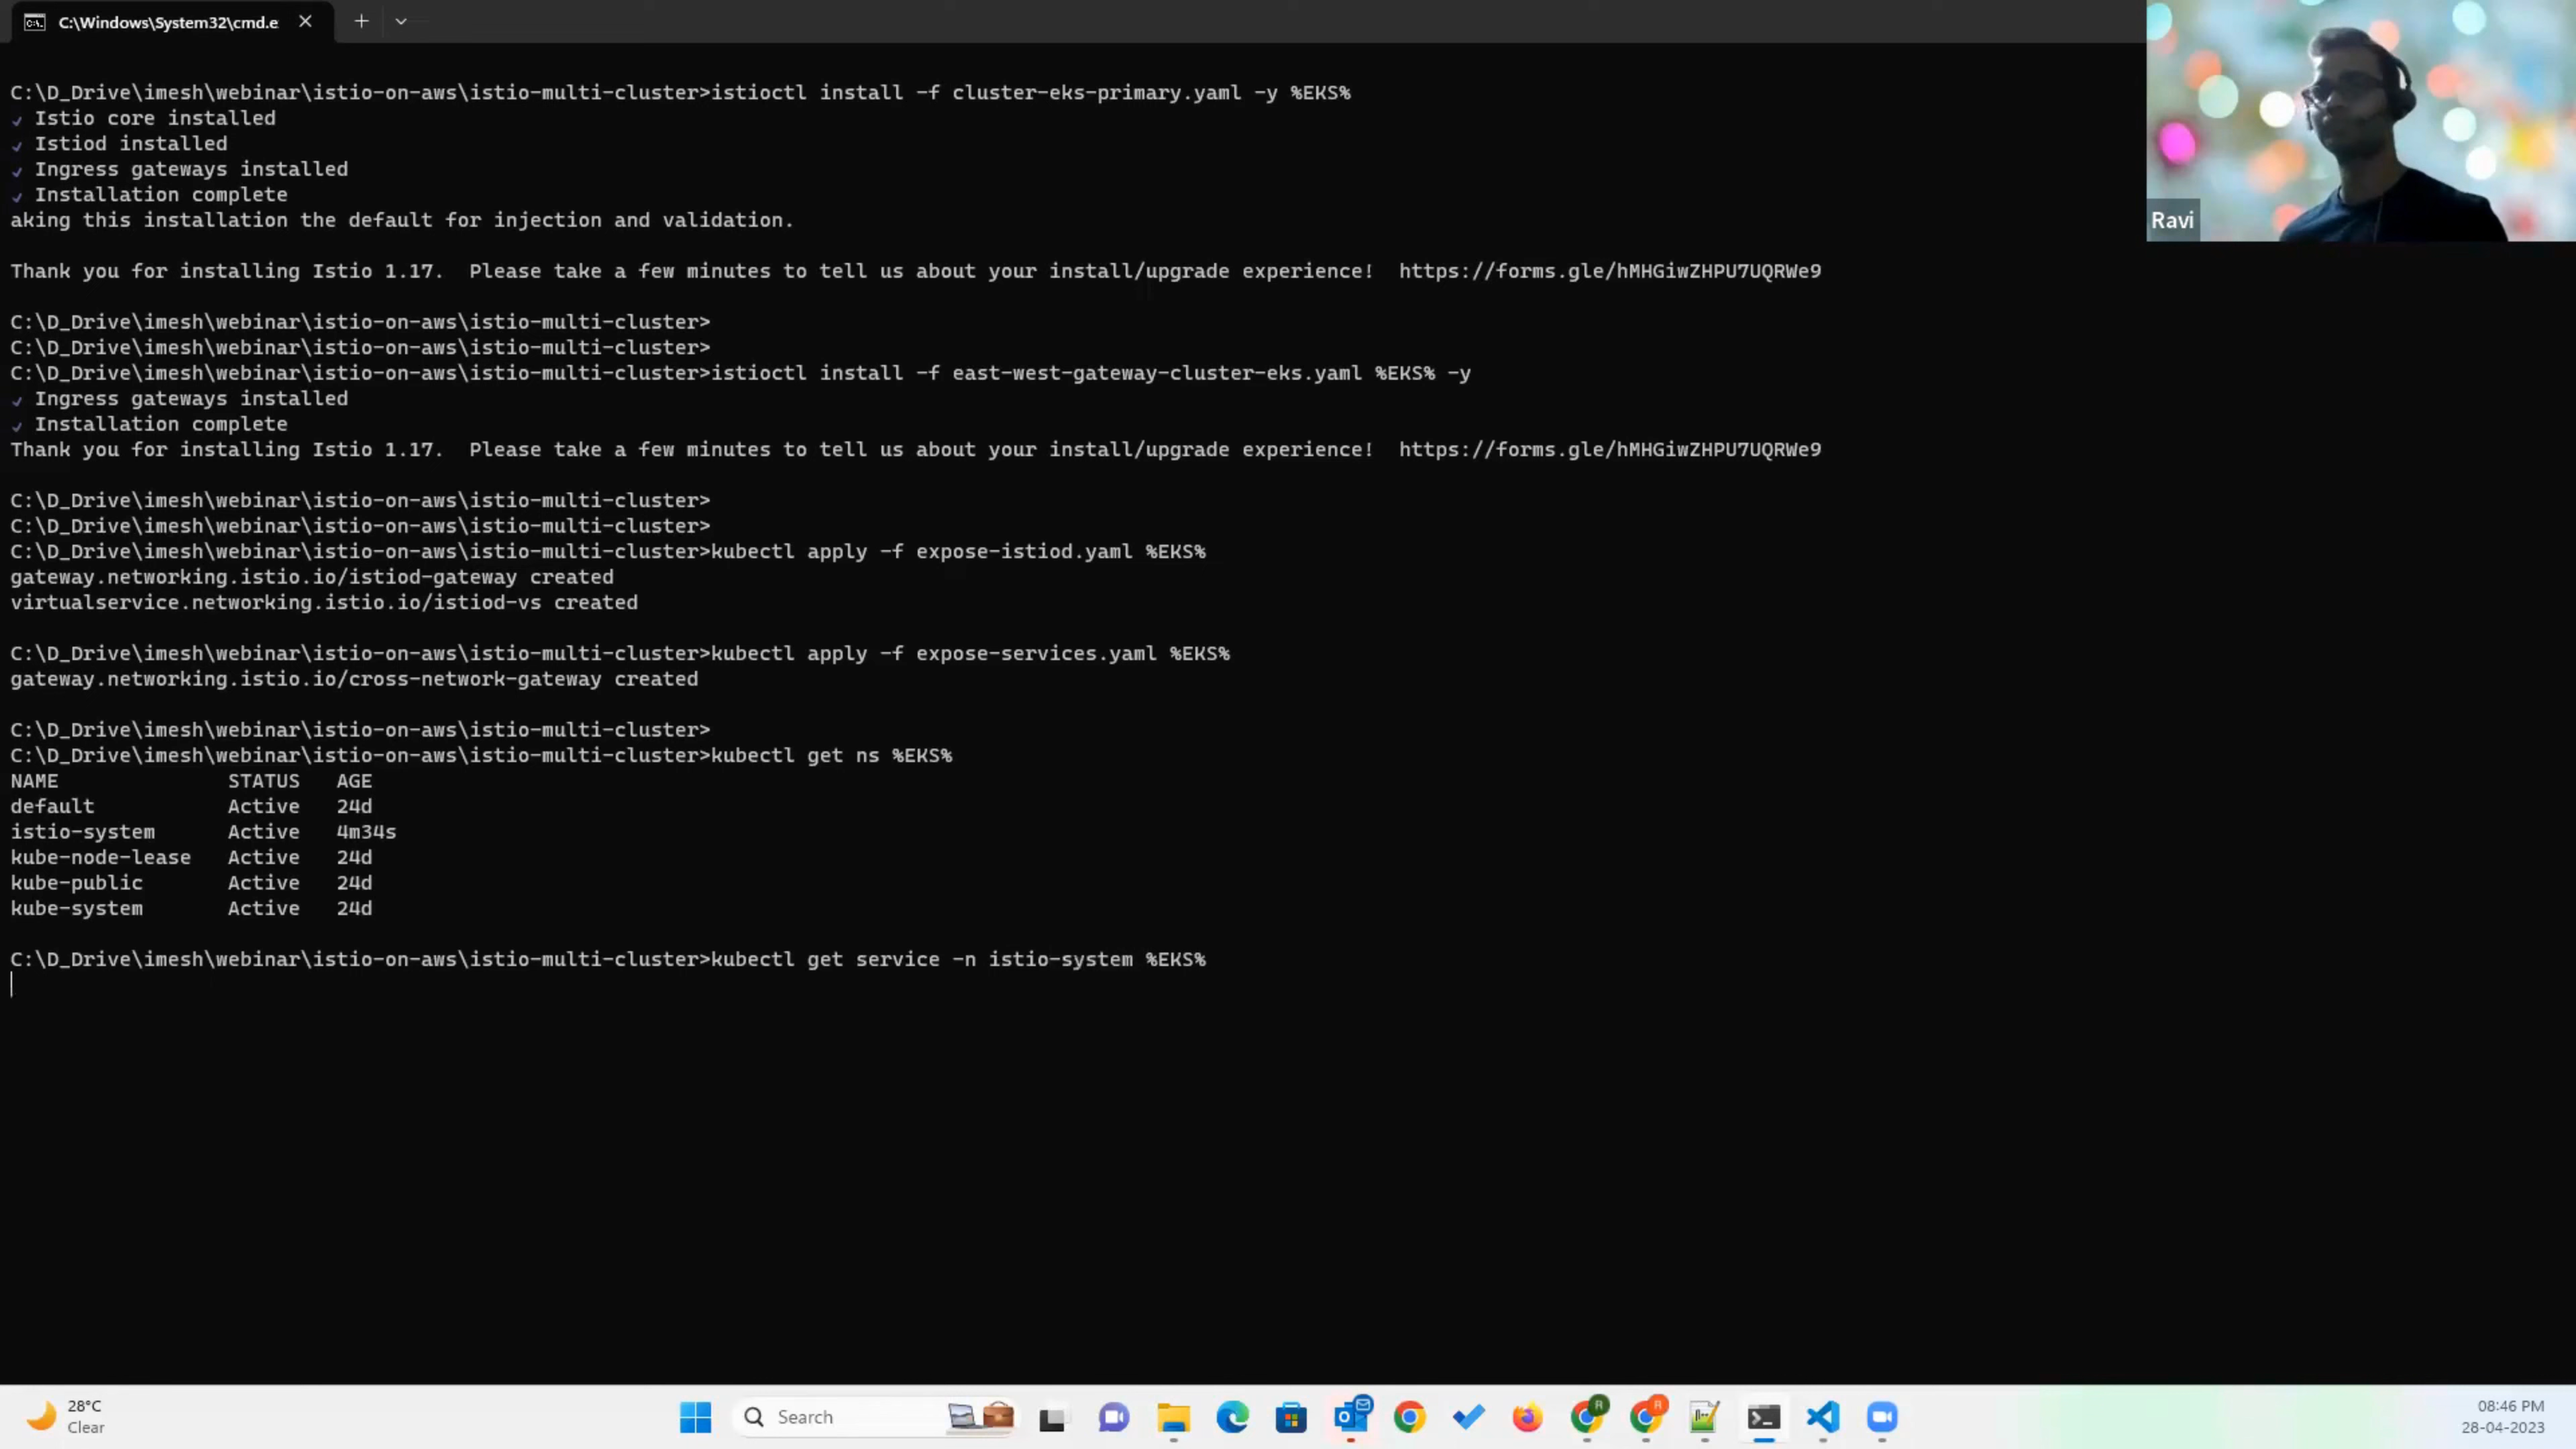 C:\Windows\System32\cmd.e
C:\D_Drive\imesh\webinar\istio-on-aws\istio-multi-cluster>istioctl install -f cluster-eks-primary.yaml -y %EKS%
✓ Istio core installed
✓ Istiod installed
✓ Ingress gateways installed
✓ Installation complete
aking this installation the default for injection and validation.
Ravi
Thank you for installing Istio 1.17.  Please take a few minutes to tell us about your install/upgrade experience!  https://forms.gle/hMHGiwZHPU7UQRWe9
C:\D_Drive\imesh\webinar\istio-on-aws\istio-multi-cluster>
C:\D_Drive\imesh\webinar\istio-on-aws\istio-multi-cluster>
C:\D_Drive\imesh\webinar\istio-on-aws\istio-multi-cluster>istioctl install -f east-west-gateway-cluster-eks.yaml %EKS% -y
✓ Ingress gateways installed
✓ Installation complete
Thank you for installing Istio 1.17.  Please take a few minutes to tell us about your install/upgrade experience!  https://forms.gle/hMHGiwZHPU7UQRWe9
C:\D_Drive\imesh\webinar\istio-on-aws\istio-multi-cluster>
C:\D_Drive\imesh\webinar\istio-on-aws\istio-multi-cluster>
C:\D_Drive\imesh\webinar\istio-on-aws\istio-multi-cluster>kubectl apply -f expose-istiod.yaml %EKS%
gateway.networking.istio.io/istiod-gateway created
virtualservice.networking.istio.io/istiod-vs created
C:\D_Drive\imesh\webinar\istio-on-aws\istio-multi-cluster>kubectl apply -f expose-services.yaml %EKS%
gateway.networking.istio.io/cross-network-gateway created
C:\D_Drive\imesh\webinar\istio-on-aws\istio-multi-cluster>
C:\D_Drive\imesh\webinar\istio-on-aws\istio-multi-cluster>kubectl get ns %EKS%
NAME STATUS AGE
default Active 24d
istio-system Active 4m34s
kube-node-lease Active 24d
kube-public Active 24d
kube-system Active 24d
C:\D_Drive\imesh\webinar\istio-on-aws\istio-multi-cluster>kubectl get service -n istio-system %EKS%
28°C
Clear
Search
08:46 PM
28-04-2023